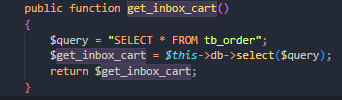 public function get_inbox_cart()
{
$query = "SELECT * FROM tb_order";
$get_inbox_cart = $this->db->select($query);
return $get_inbox_cart;
}